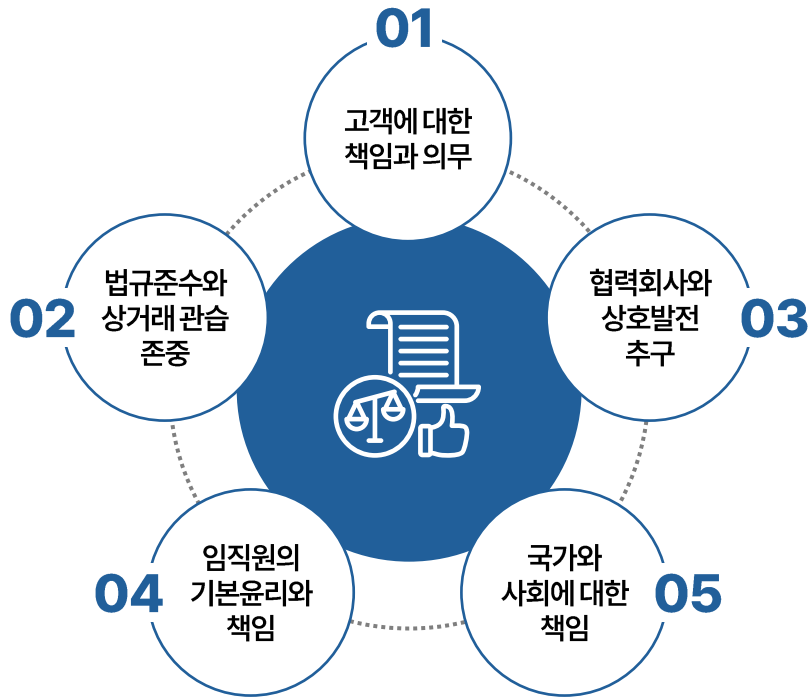 01
고객에 대한
책임과 의무
02
법규준수와
상거래 관습
존중
03
협력회사와
상호발전
추구
04
임직원의
기본윤리와
책임
05
국가와
사회에 대한
책임